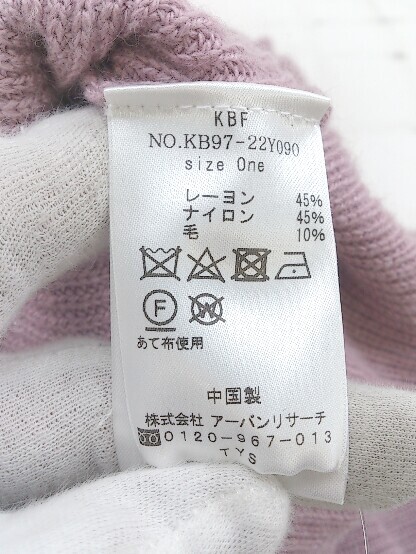 KBF
NO.KB97-22Y090
size One
レーヨン 45%
ナイロン 45%
毛 10%
F W
あて布使用
中国製
株式会社 アーバンリサーチ
0120-967-013
TYS